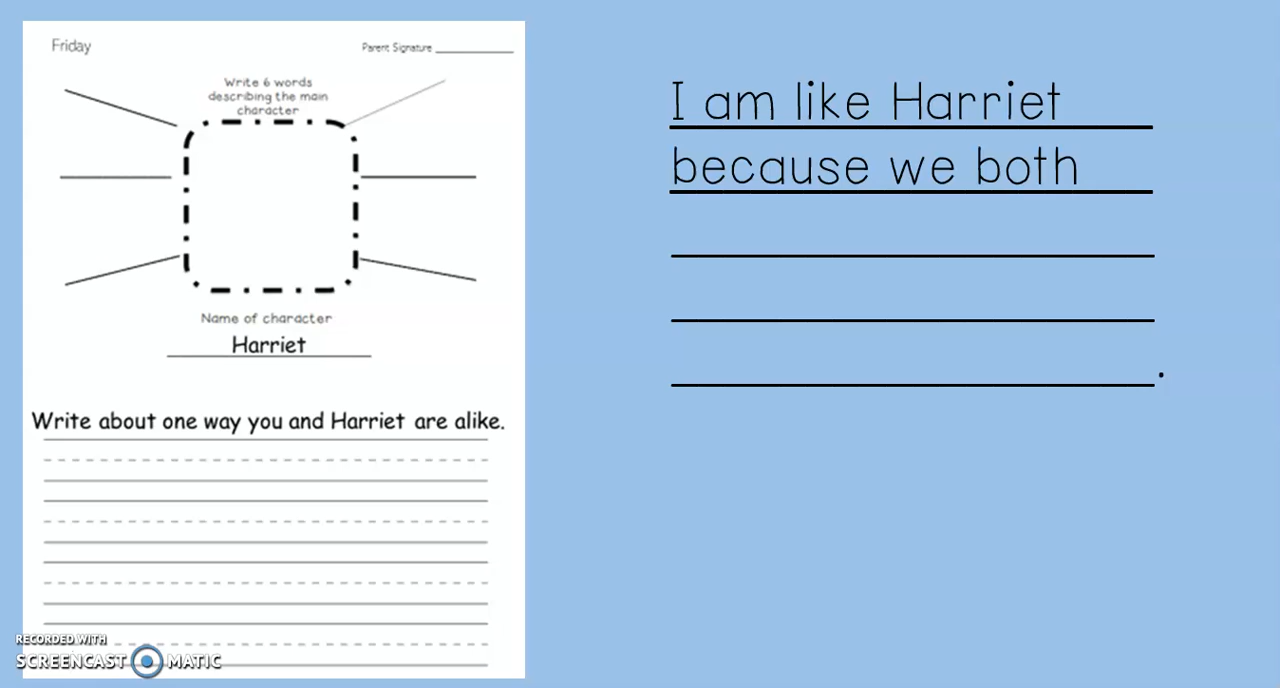 Friday
Parent Signature
Write 6 words
describing the main
character
Name of character
Harriet
Write about one way you and Harriet are alike.
I am like Harriet
because we both
.
RECORDED WITH
SCREENCAST MATIC